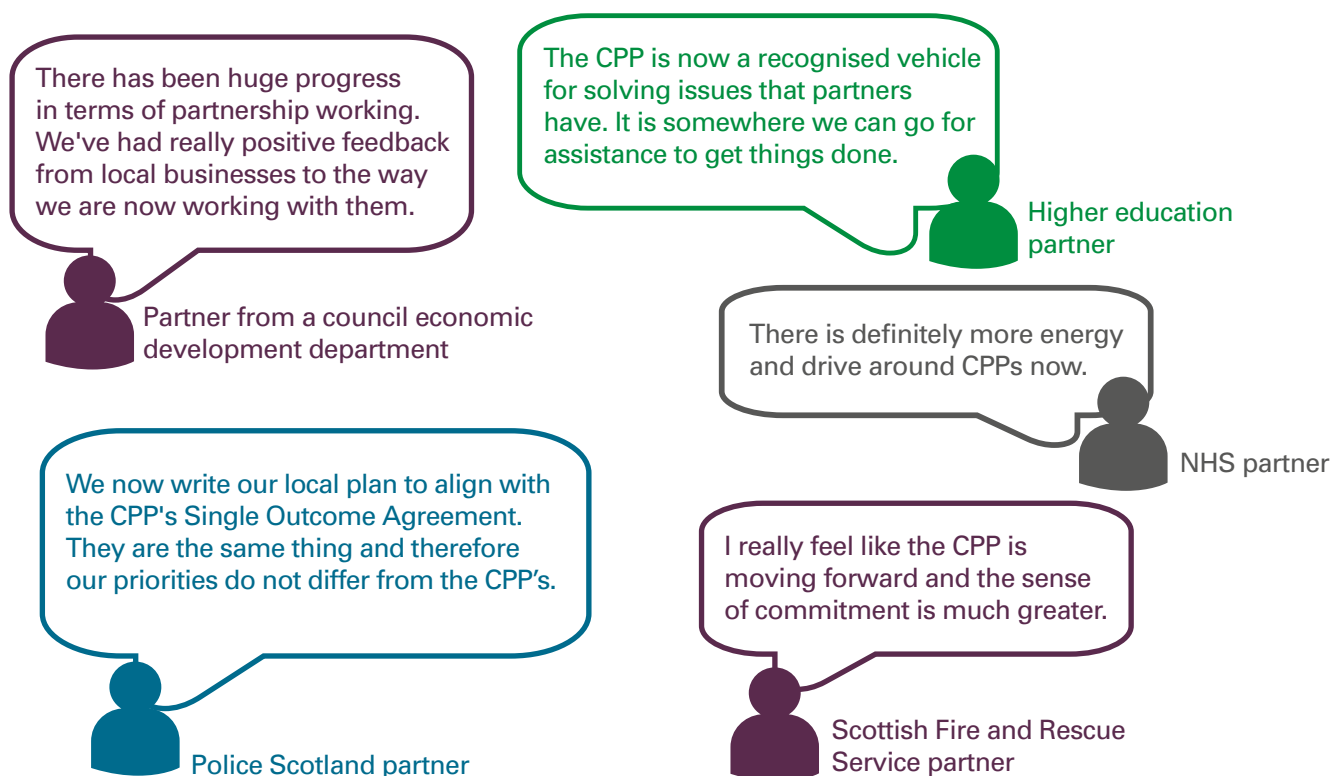 There has been huge progress
in terms of partnership working.
We've had really positive feedback
from local businesses to the way
we are now working with them.
Partner from a council economic
development department
The CPP is now a recognised vehicle
for solving issues that partners
have. It is somewhere we can go for
assistance to get things done.
Higher education
partner
There is definitely more energy
and drive around CPPs now.
NHS partner
We now write our local plan to align with
the CPP's Single Outcome Agreement.
They are the same thing and therefore
our priorities do not differ from the CPP’s.
Police Scotland partner
I really feel like the CPP is
moving forward and the sense
of commitment is much greater.
Scottish Fire and Rescue
Service partner